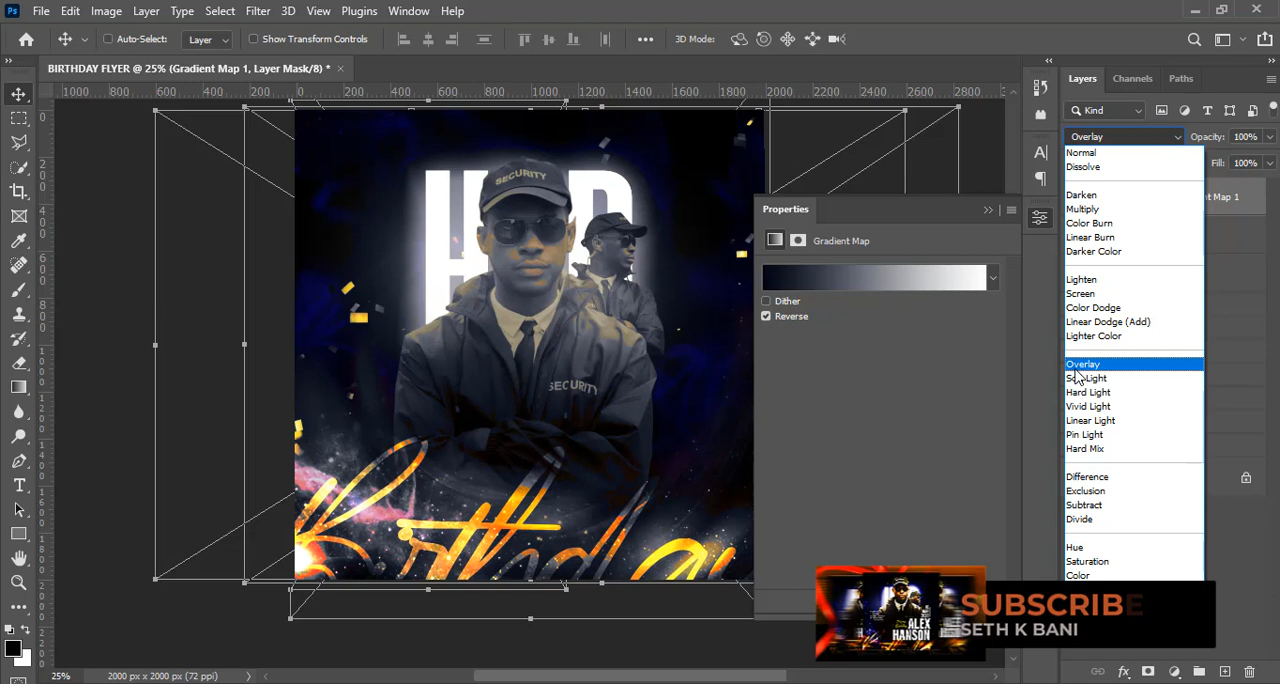 Ps File Edit Image Layer Type Select Filter 3D View Plugins Window Help
Auto-Select: Layer Show Transform Controls 3D Mode:
BIRTHDAY FLYER @ 25% (Gradient Map 1, Layer Mask/8) *
1000 800 600 400 200 0 200 400 600 800 1000 1200 1400 1600 1800 2000 2200 2400 2600 2800
Layers Channels Paths
Kind
Overlay Opacity: 100%
Fill: 100%
Map 1
Normal
Dissolve
Darken
Multiply
Color Burn
Linear Burn
Darker Color
Lighten
Screen
Color Dodge
Linear Dodge (Add)
Lighter Color
Overlay
Soft Light
Hard Light
Vivid Light
Linear Light
Pin Light
Hard Mix
Difference
Exclusion
Subtract
Divide
Hue
Saturation
Color
Properties
Gradient Map
Dither
Reverse
SECURITY
SECURITY
Birthday
ALEX
HANSON
SUBSCRIBE
SETH K BANI
25% 2000 px x 2000 px (72 ppi)